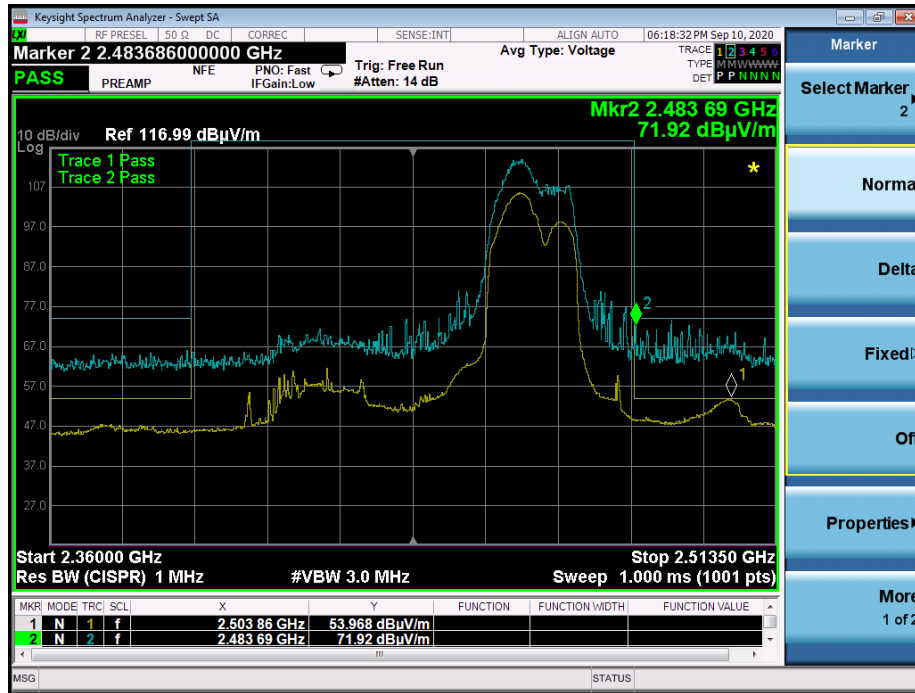 Keysight Spectrum Analyzer - Swept SA
LXI RF PRESEL 50 Ω DC CORREC SENSE:INT ALIGN AUTO 06:18:32 PM Sep 10, 2020
Marker 2 2.483686000000 GHz
Avg Type: Voltage
TRACE 1 2 3 4 5 6
TYPE M M W W W W
DET P P N N N N
PASS
PREAMP
NFE
PNO: Fast
IFGain:Low
Trig: Free Run
#Atten: 14 dB
Mkr2 2.483 69 GHz
71.92 dBµV/m
10 dB/div Ref 116.99 dBµV/m
Log
Trace 1 Pass
Trace 2 Pass
107
97.0
87.0
77.0
67.0
57.0
47.0
37.0
27.0
2
1
Start 2.36000 GHz Stop 2.51350 GHz
Res BW (CISPR) 1 MHz #VBW 3.0 MHz Sweep 1.000 ms (1001 pts)
MKR MODE TRC SCL X Y FUNCTION FUNCTION WIDTH FUNCTION VALUE
1 N 1 f 2.503 86 GHz 53.968 dBµV/m
2 N 2 f 2.483 69 GHz 71.92 dBµV/m
MSG STATUS
Marker
Select Marker
2
Norma
Delta
Fixed
Of
Properties
More
1 of 2